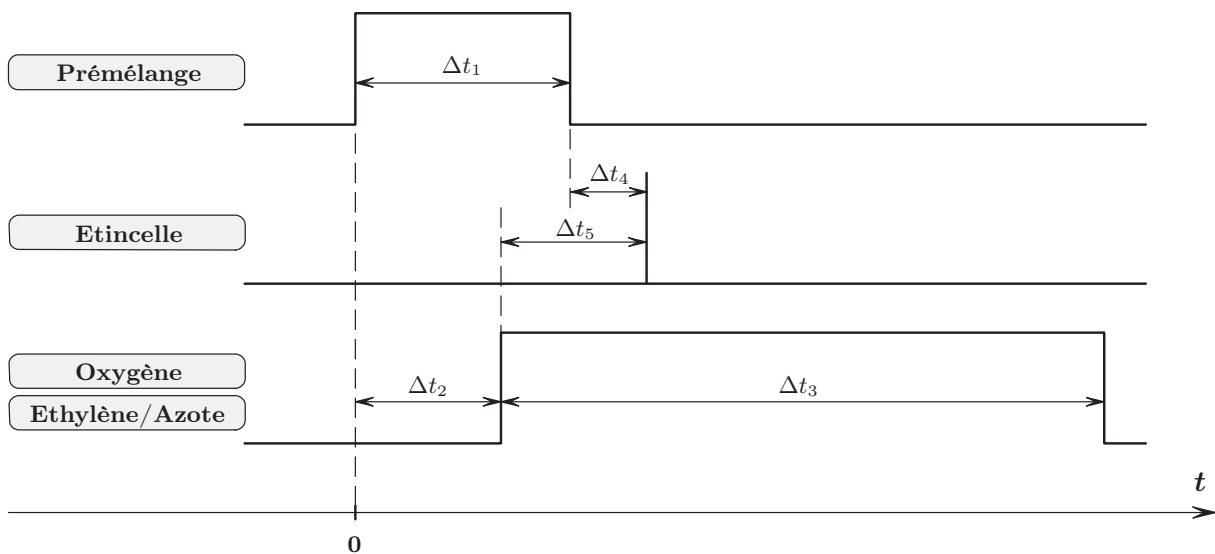 Prémélange
Δt₁
Δt₄
Etincelle
Δt₅
Oxygène
Δt₂
Δt₃
Ethylène/Azote
t
0